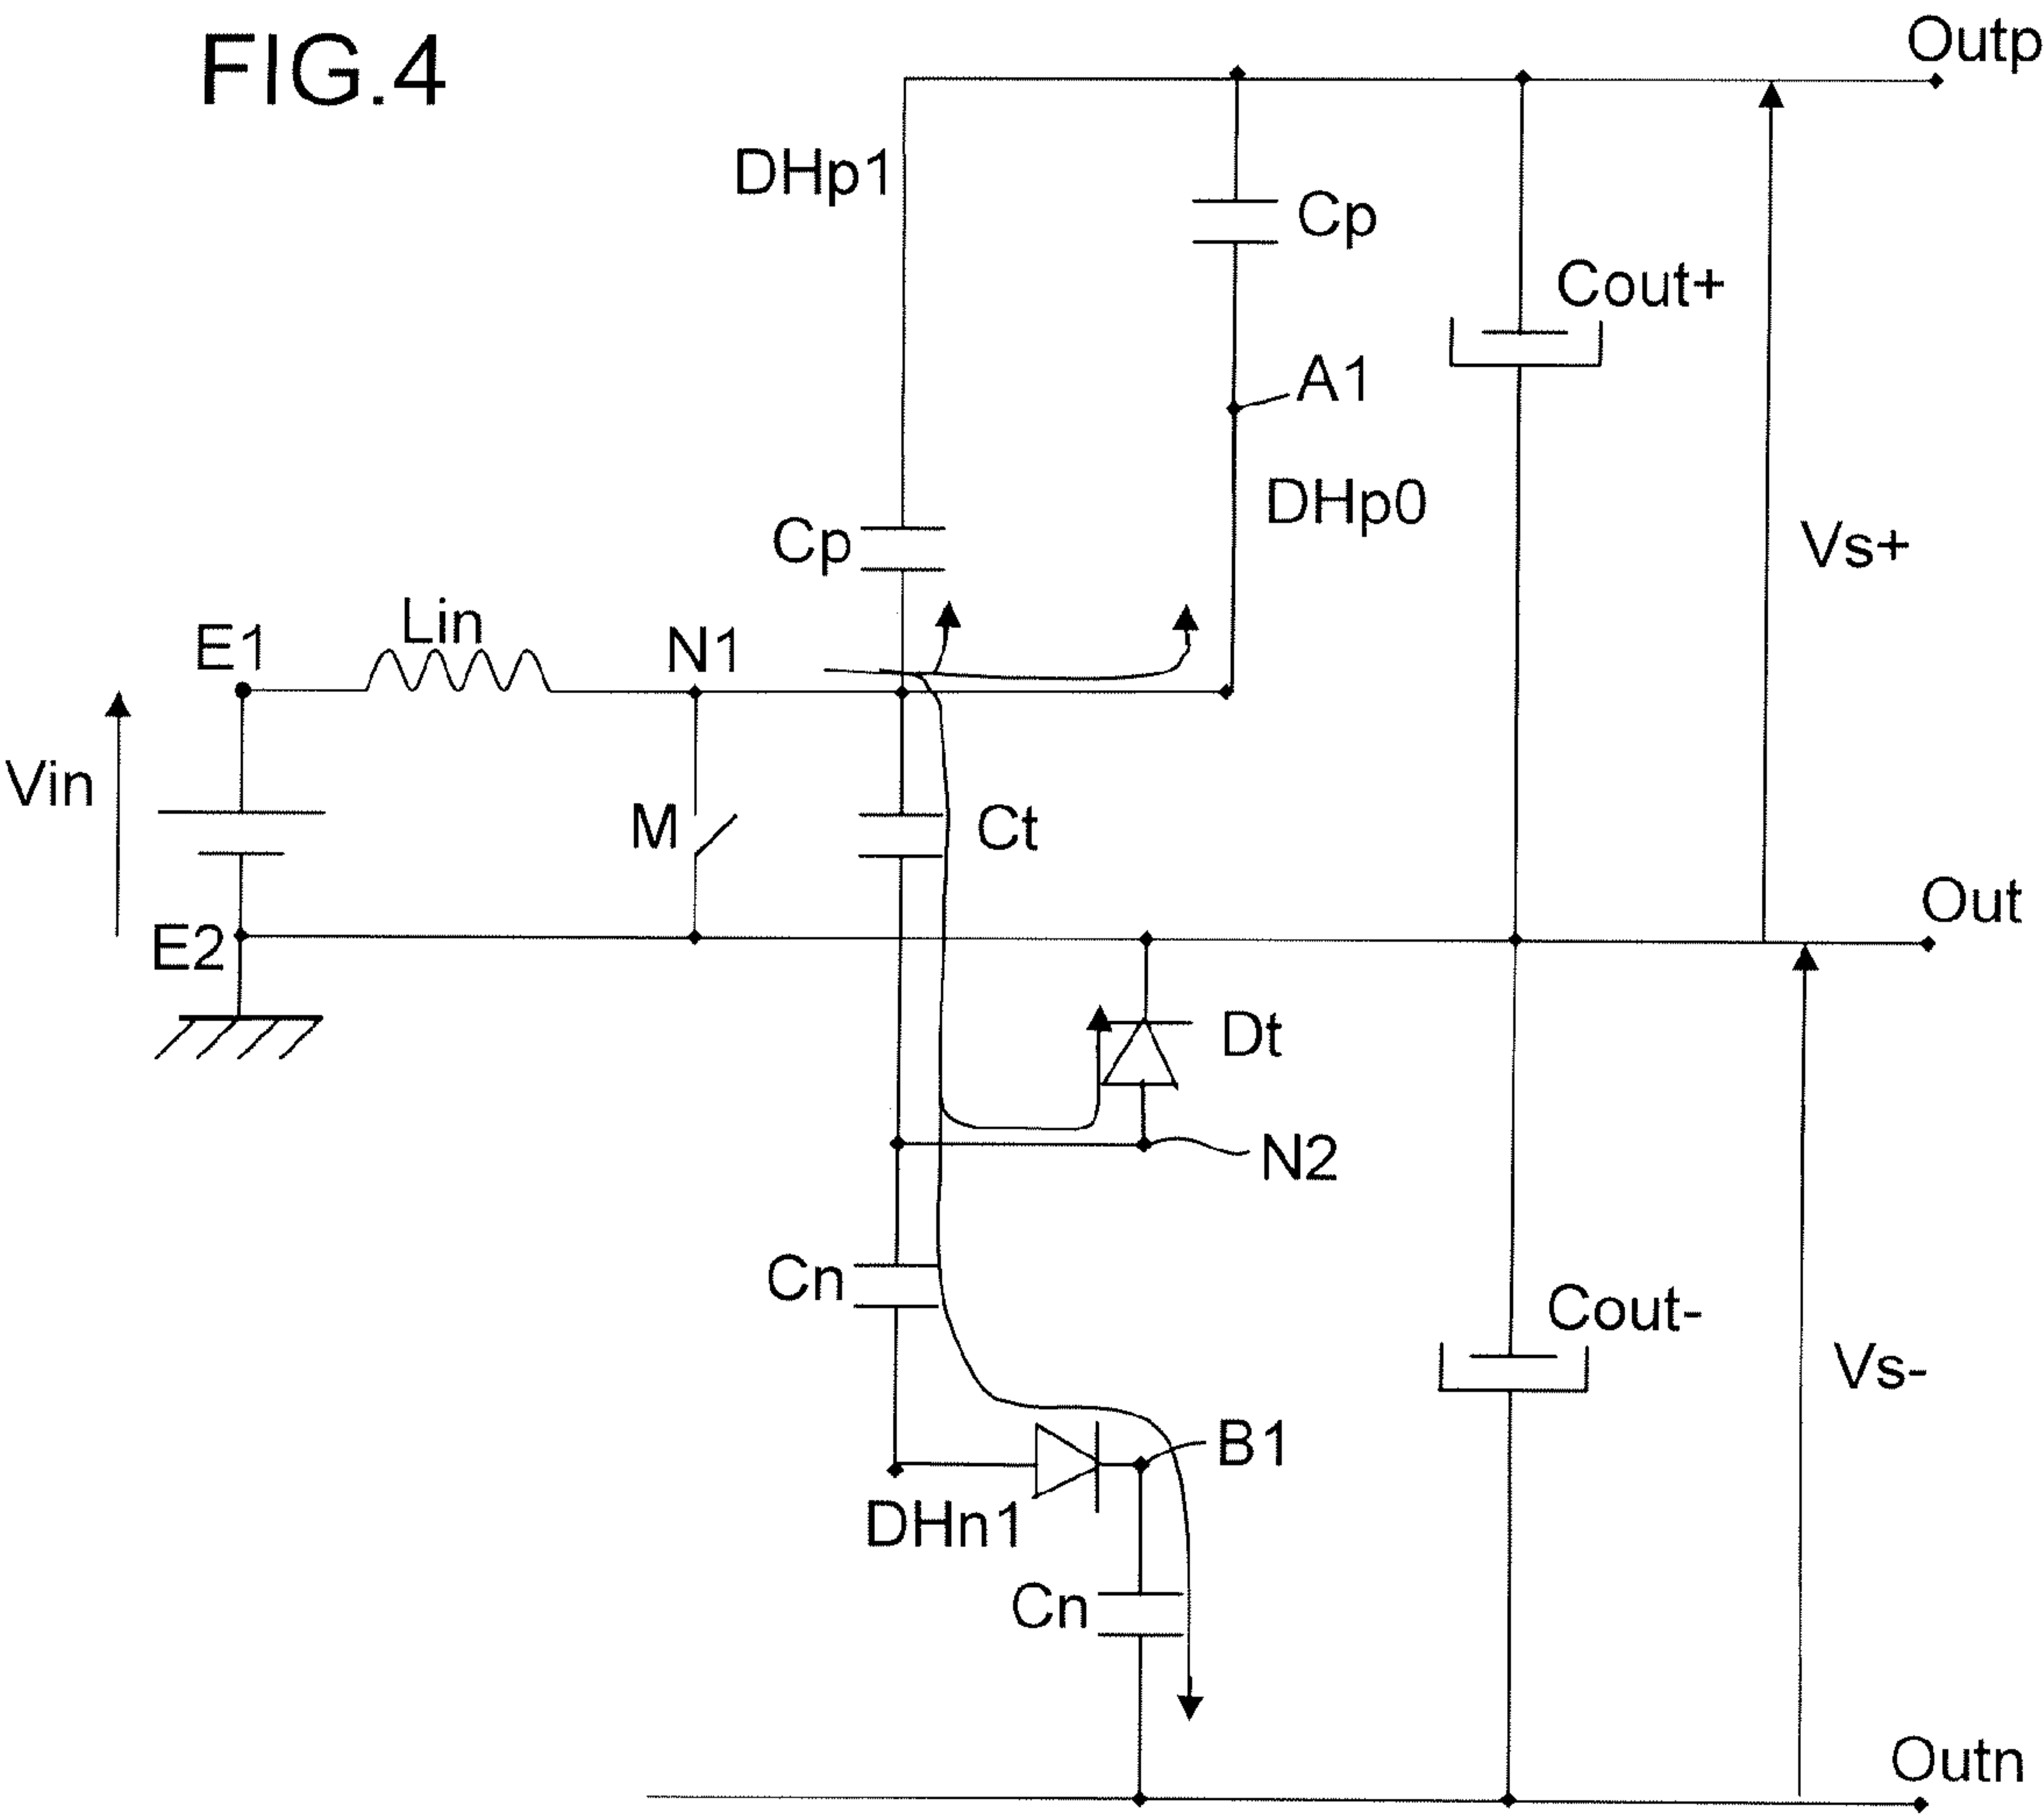 FIG.4
Outp
DHp1
Cp
Cout+
A1
DHp0
Cp
Vs+
E1
Lin
N1
Vin
M
Ct
Out
E2
Dt
N2
Cn
Cout-
Vs-
B1
DHn1
Cn
Outn